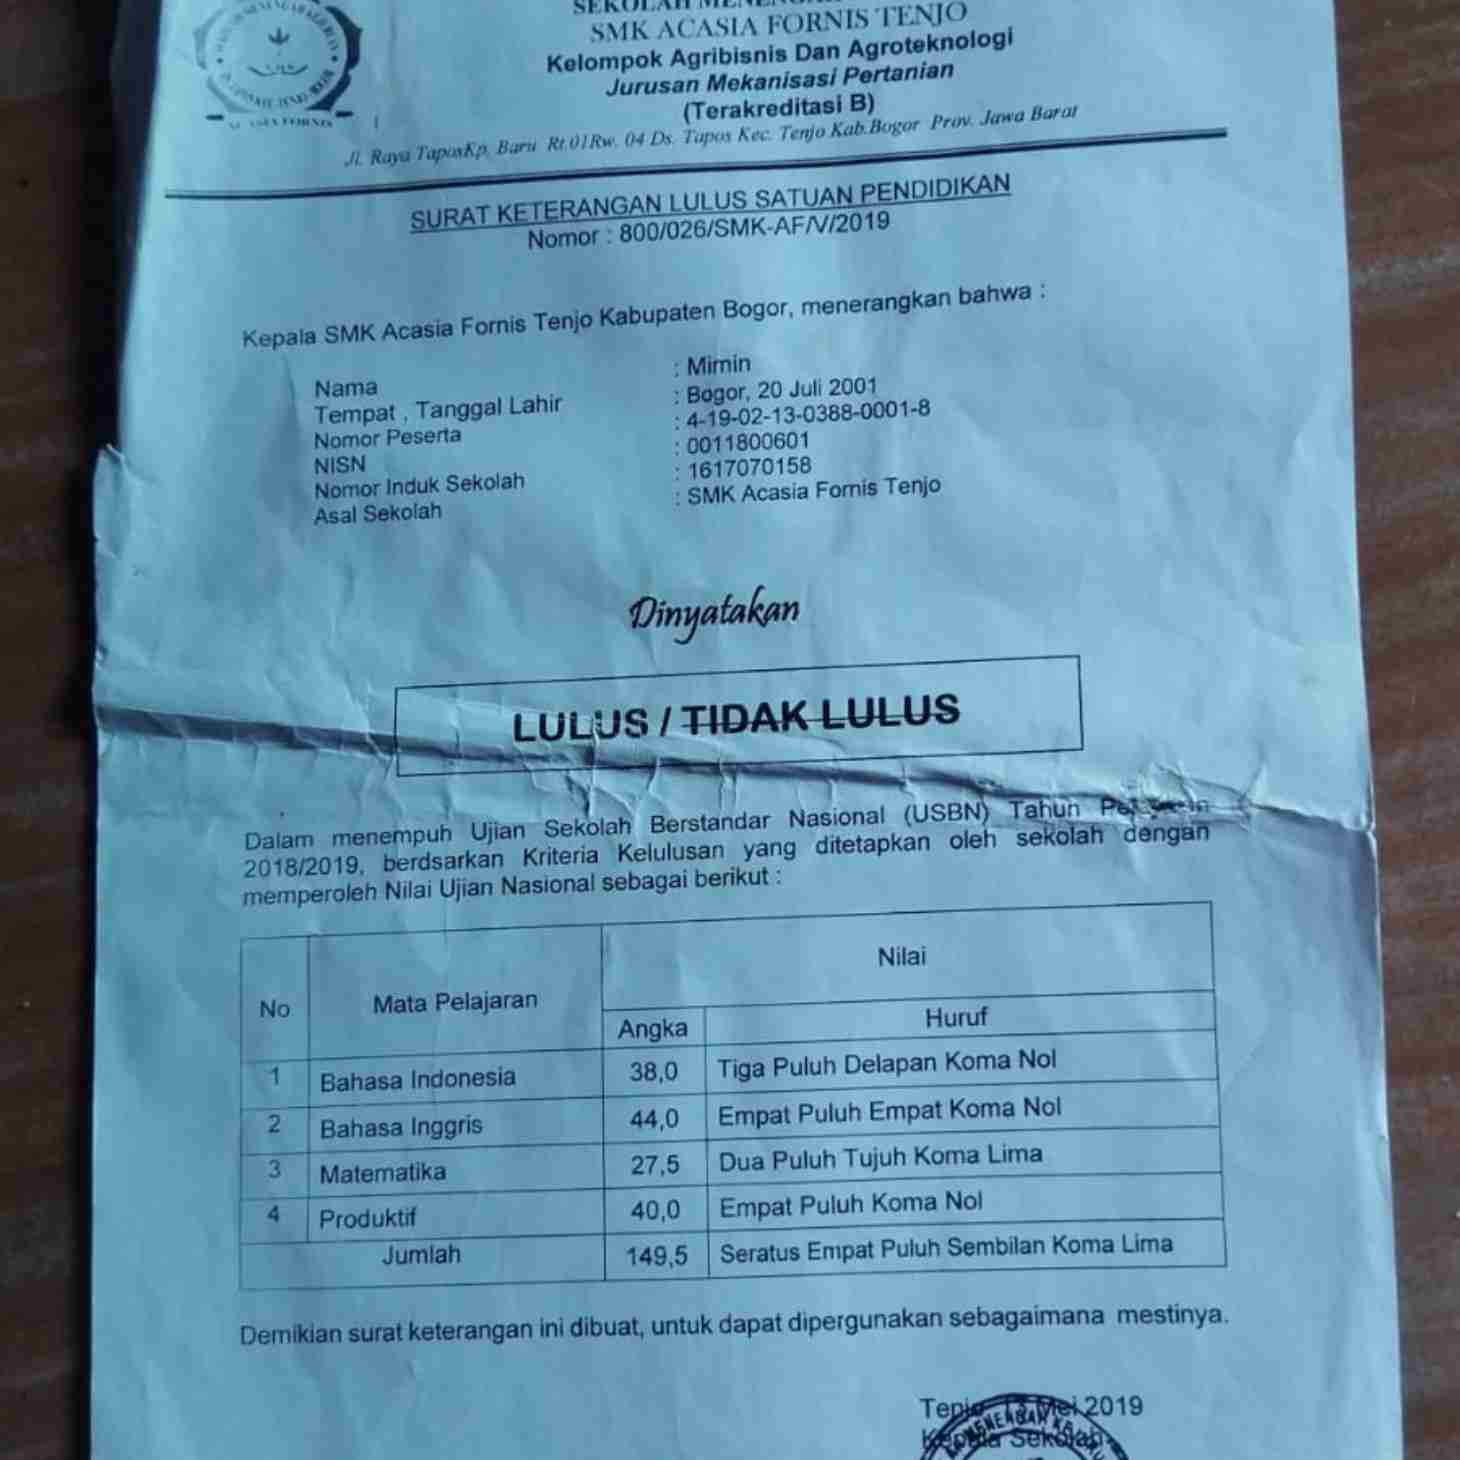 SMK ACASIA FORNIS TENJO
Kelompok Agribisnis Dan Agroteknologi
Jurusan Mekanisasi Pertanian
(Terakreditasi B)
Jl. Raya TaposKp. Baru Rt.01Rw. 04 Ds. Tapos Kec. Tenjo Kab.Bogor Prov. Jawa Barat
SURAT KETERANGAN LULUS SATUAN PENDIDIKAN
Nomor : 800/026/SMK-AF/V/2019
Kepala SMK Acasia Fornis Tenjo Kabupaten Bogor, menerangkan bahwa :
Nama : Mimin
Tempat , Tanggal Lahir : Bogor, 20 Juli 2001
Nomor Peserta : 4-19-02-13-0388-0001-8
NISN : 0011800601
Nomor Induk Sekolah : 1617070158
Asal Sekolah : SMK Acasia Fornis Tenjo
Dinyatakan
LULUS / TIDAK LULUS
Dalam menempuh Ujian Sekolah Berstandar Nasional (USBN) Tahun
2018/2019, berdsarkan Kriteria Kelulusan yang ditetapkan oleh sekolah dengan
memperoleh Nilai Ujian Nasional sebagai berikut :
No Mata Pelajaran Nilai
Angka Huruf
1 Bahasa Indonesia 38,0 Tiga Puluh Delapan Koma Nol
2 Bahasa Inggris 44,0 Empat Puluh Empat Koma Nol
3 Matematika 27,5 Dua Puluh Tujuh Koma Lima
4 Produktif 40,0 Empat Puluh Koma Nol
Jumlah 149,5 Seratus Empat Puluh Sembilan Koma Lima
Demikian surat keterangan ini dibuat, untuk dapat dipergunakan sebagaimana mestinya.
Tenjo 13 Mei 2019
Kepala Sekolah